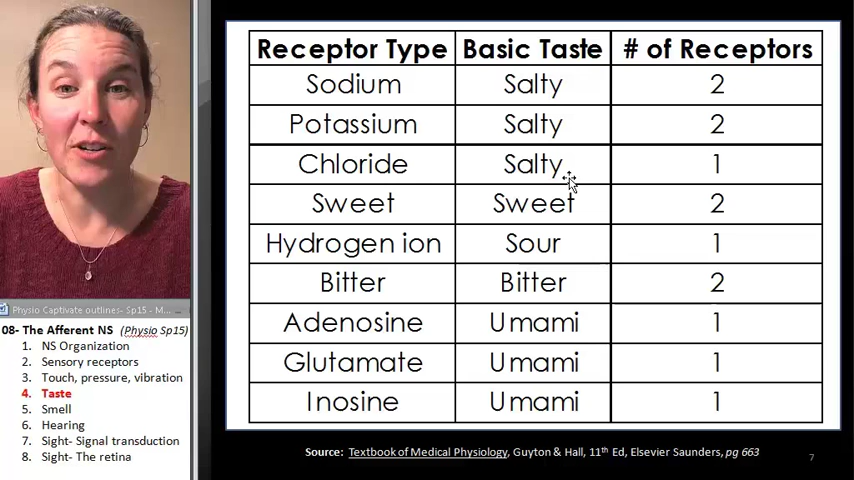 Receptor Type Basic Taste # of Receptors
Sodium Salty 2
Potassium Salty 2
Chloride Salty 1
Sweet Sweet 2
Hydrogen ion Sour 1
Bitter Bitter 2
Adenosine Umami 1
Glutamate Umami 1
Inosine Umami 1
Physio Captivate outlines- Sp15 - M...
08- The Afferent NS (Physio Sp15)
1. NS Organization
2. Sensory receptors
3. Touch, pressure, vibration
4. Taste
5. Smell
6. Hearing
7. Sight- Signal transduction
8. Sight- The retina
Source: Textbook of Medical Physiology, Guyton & Hall, 11th Ed, Elsevier Saunders, pg 663
7